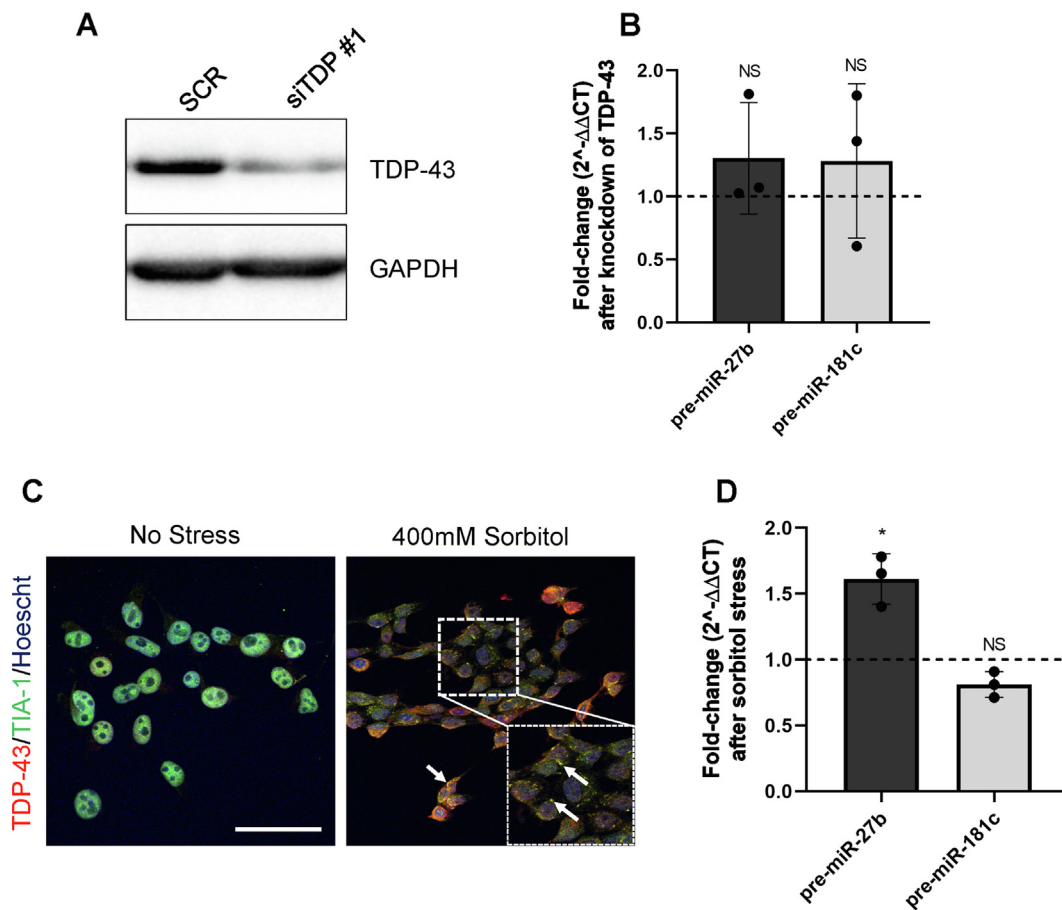 A
SCR
siTDP #1
TDP-43
GAPDH
B
Fold-change (2^-ΔΔCT)
after knockdown of TDP-43
2.0
1.5
1.0
0.5
0.0
NS
NS
pre-miR-27b
pre-miR-181c
C
No Stress
400mM Sorbitol
TDP-43/TIA-1/Hoescht
D
Fold-change (2^-ΔΔCT)
after sorbitol stress
2.0
1.5
1.0
0.5
0.0
*
NS
pre-miR-27b
pre-miR-181c